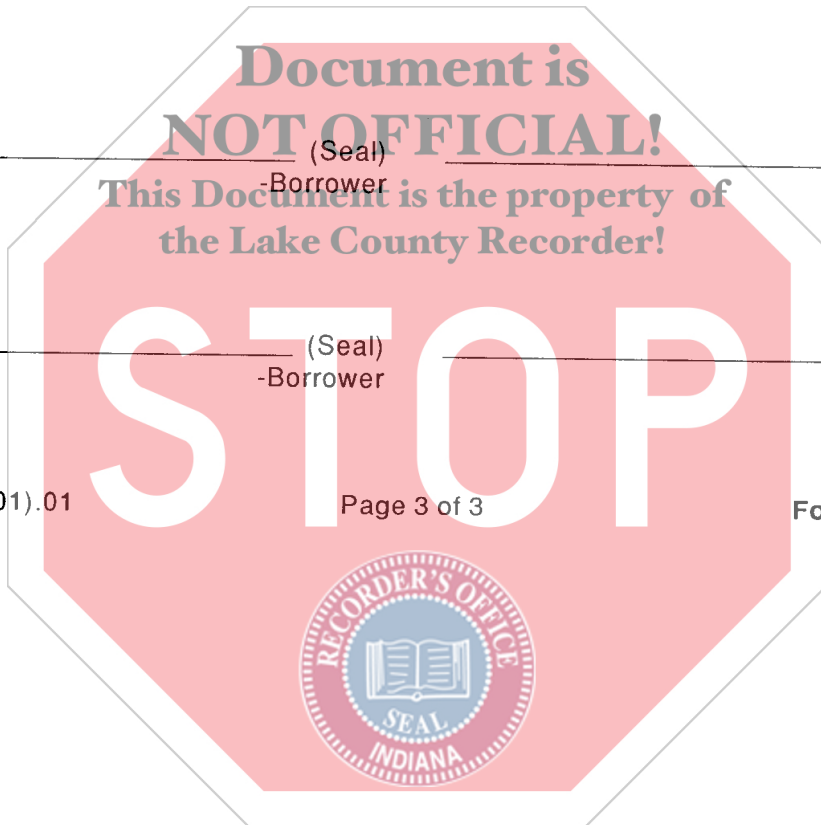 Document is
NOT OFFICIAL!
(Seal)
-Borrower
This Document is the property of
the Lake County Recorder!
(Seal)
-Borrower
STOP
01).01
Page 3 of 3
Fo
RECORDER'S OFFICE
SEAL
INDIANA